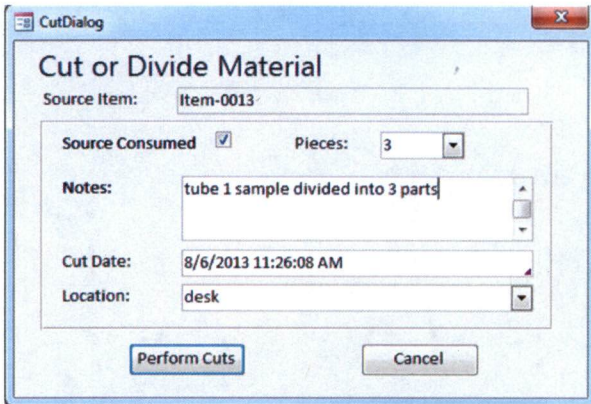 CutDialog
x
Cut or Divide Material
Source Item: Item-0013
Source Consumed Pieces: 3
Notes: tube 1 sample divided into 3 parts
Cut Date: 8/6/2013 11:26:08 AM
Location: desk
Perform Cuts Cancel